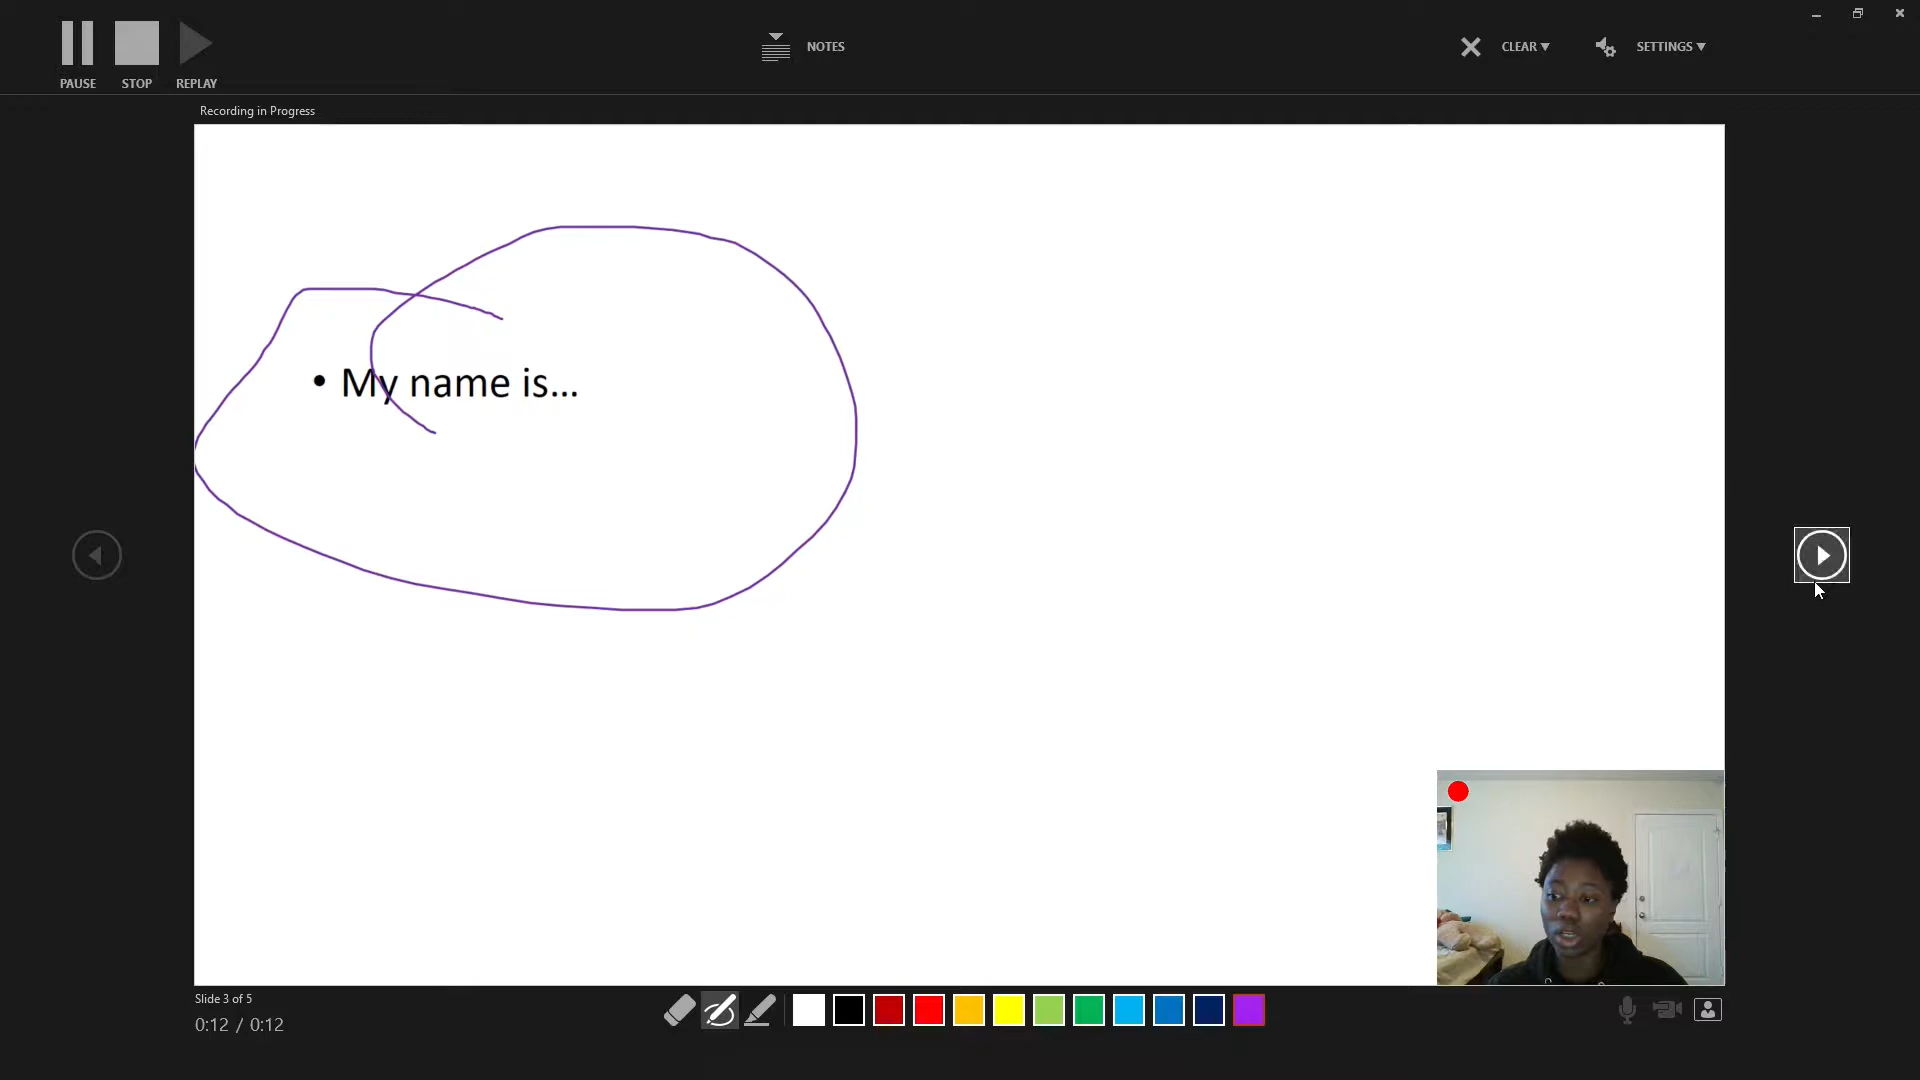 PAUSE STOP REPLAY
NOTES
CLEAR
SETTINGS
Recording in Progress
• My name is...
Slide 3 of 5
0:12 / 0:12